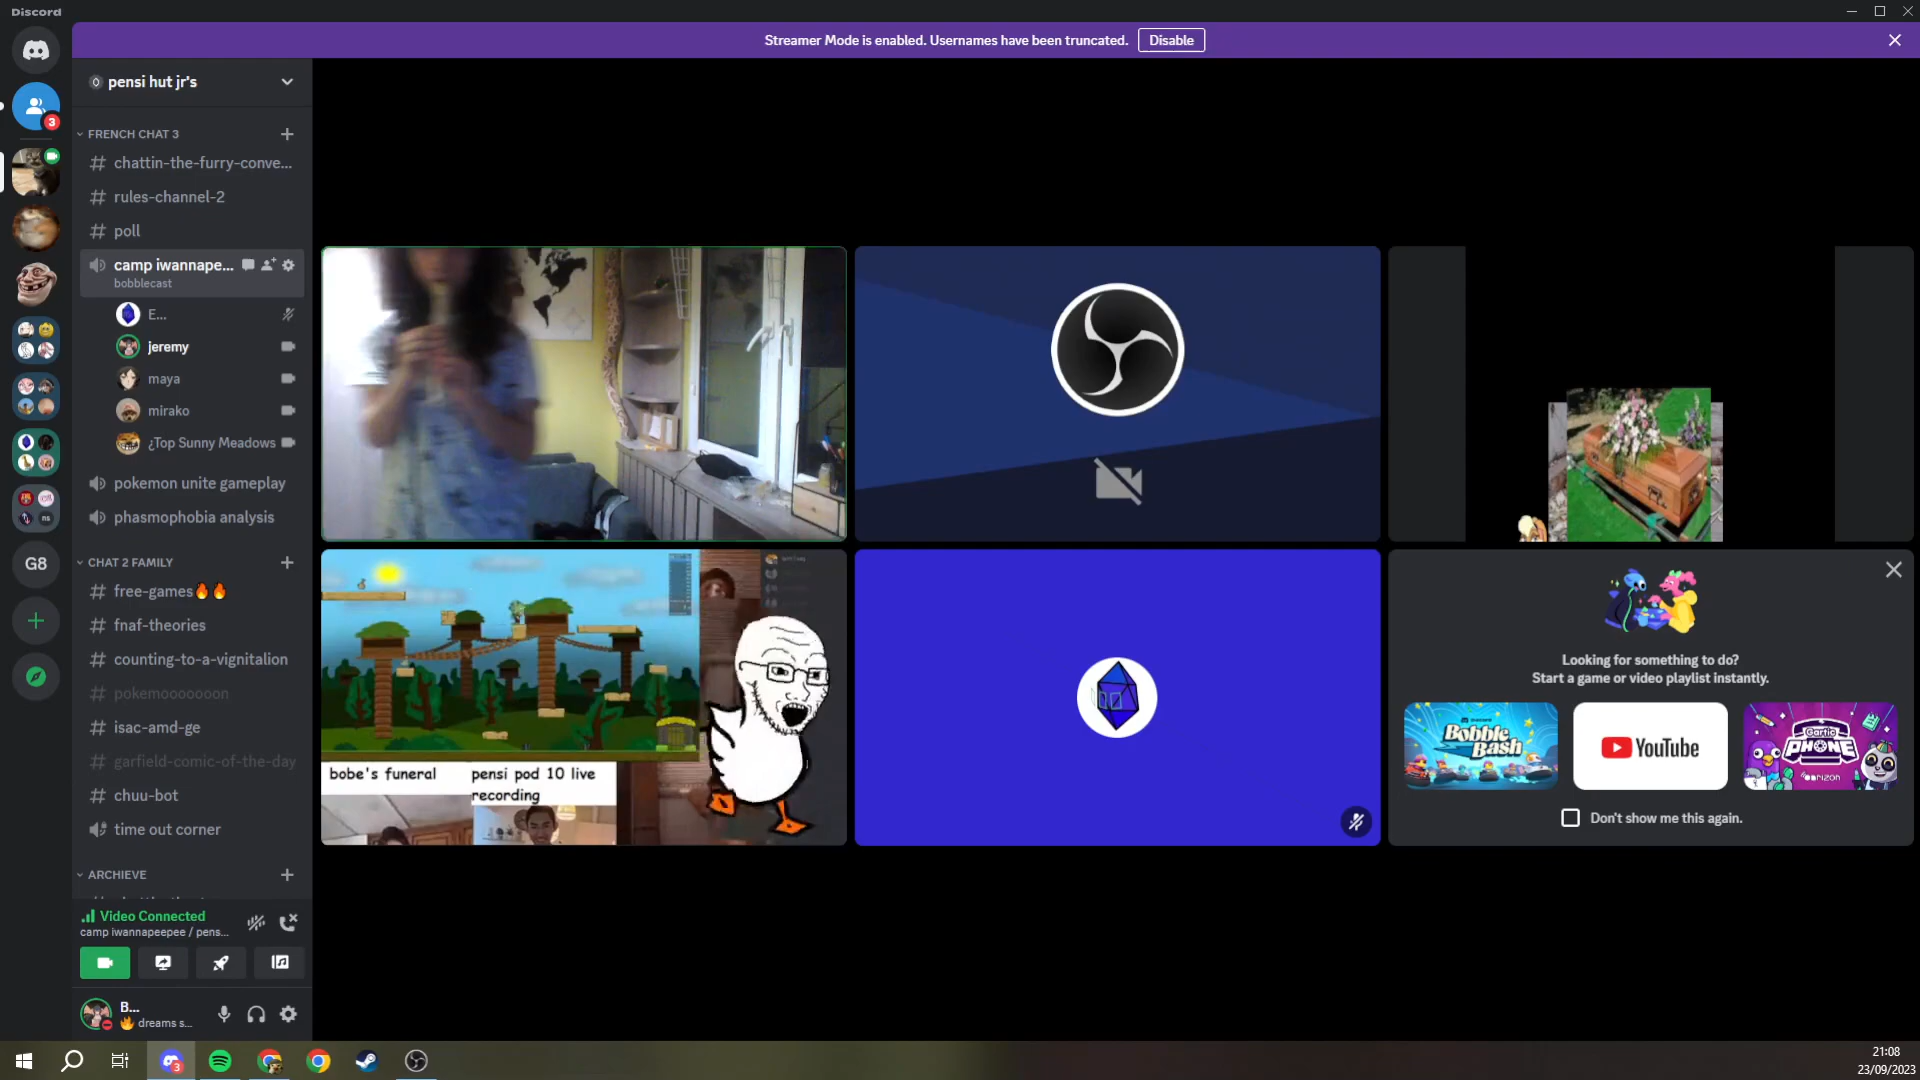 Discord
Streamer Mode is enabled. Usernames have been truncated.
Disable
pensi hut jr's
3
FRENCH CHAT 3
chattin-the-furry-conve...
rules-channel-2
poll
camp iwannape...
bobblecast
E...
jeremy
maya
mirako
¿Top Sunny Meadows
pokemon unite gameplay
phasmophobia analysis
G8
CHAT 2 FAMILY
free-games🔥🔥
fnaf-theories
counting-to-a-vignitalion
pokemooooooon
isac-amd-ge
garfield-comic-of-the-day
chuu-bot
time out corner
ARCHIEVE
Video Connected
camp iwannapeepee / pens...
B...
🔥 dreams s...
bobe's funeral
pensi pod 10 live
recording
Looking for something to do?
Start a game or video playlist instantly.
Bobble
Bash
YouTube
Gartic
PHONE
Don't show me this again.
3
21:08
23/09/2023